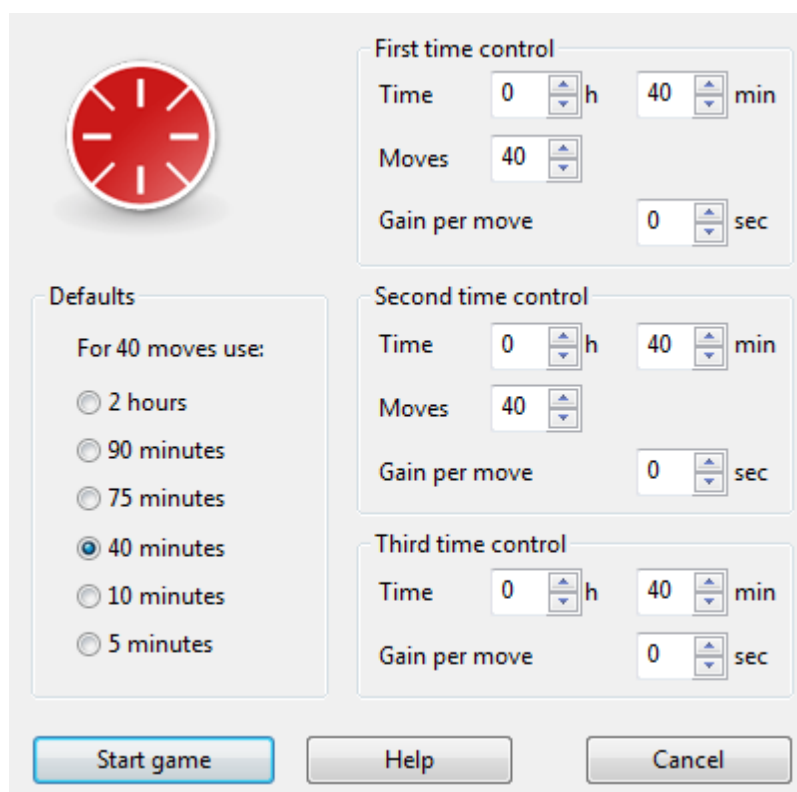 First time control
Time 0 h 40 min
Moves 40
Gain per move 0 sec
Defaults
For 40 moves use:
2 hours
90 minutes
75 minutes
40 minutes
10 minutes
5 minutes
Second time control
Time 0 h 40 min
Moves 40
Gain per move 0 sec
Third time control
Time 0 h 40 min
Gain per move 0 sec
Start game Help Cancel